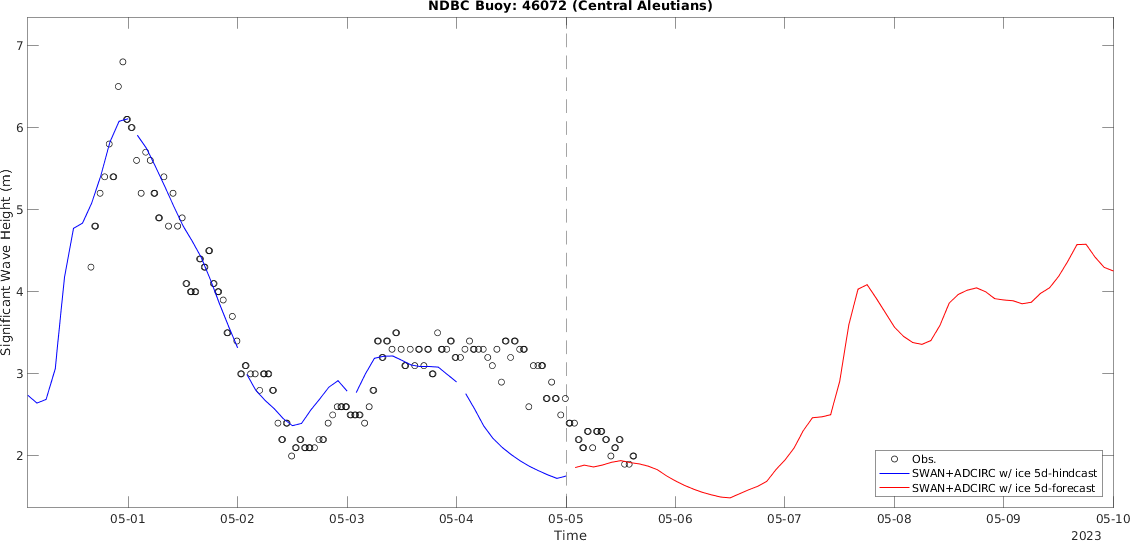 NDBC Buoy: 46072 (Central Aleutians)
7
6
5
4
3
2
Significant Wave Height (m)
Obs.
SWAN+ADCIRC w/ ice 5d-hindcast
SWAN+ADCIRC w/ ice 5d-forecast
05-01 05-02 05-03 05-04 05-05 05-06 05-07 05-08 05-09 05-10
Time
2023